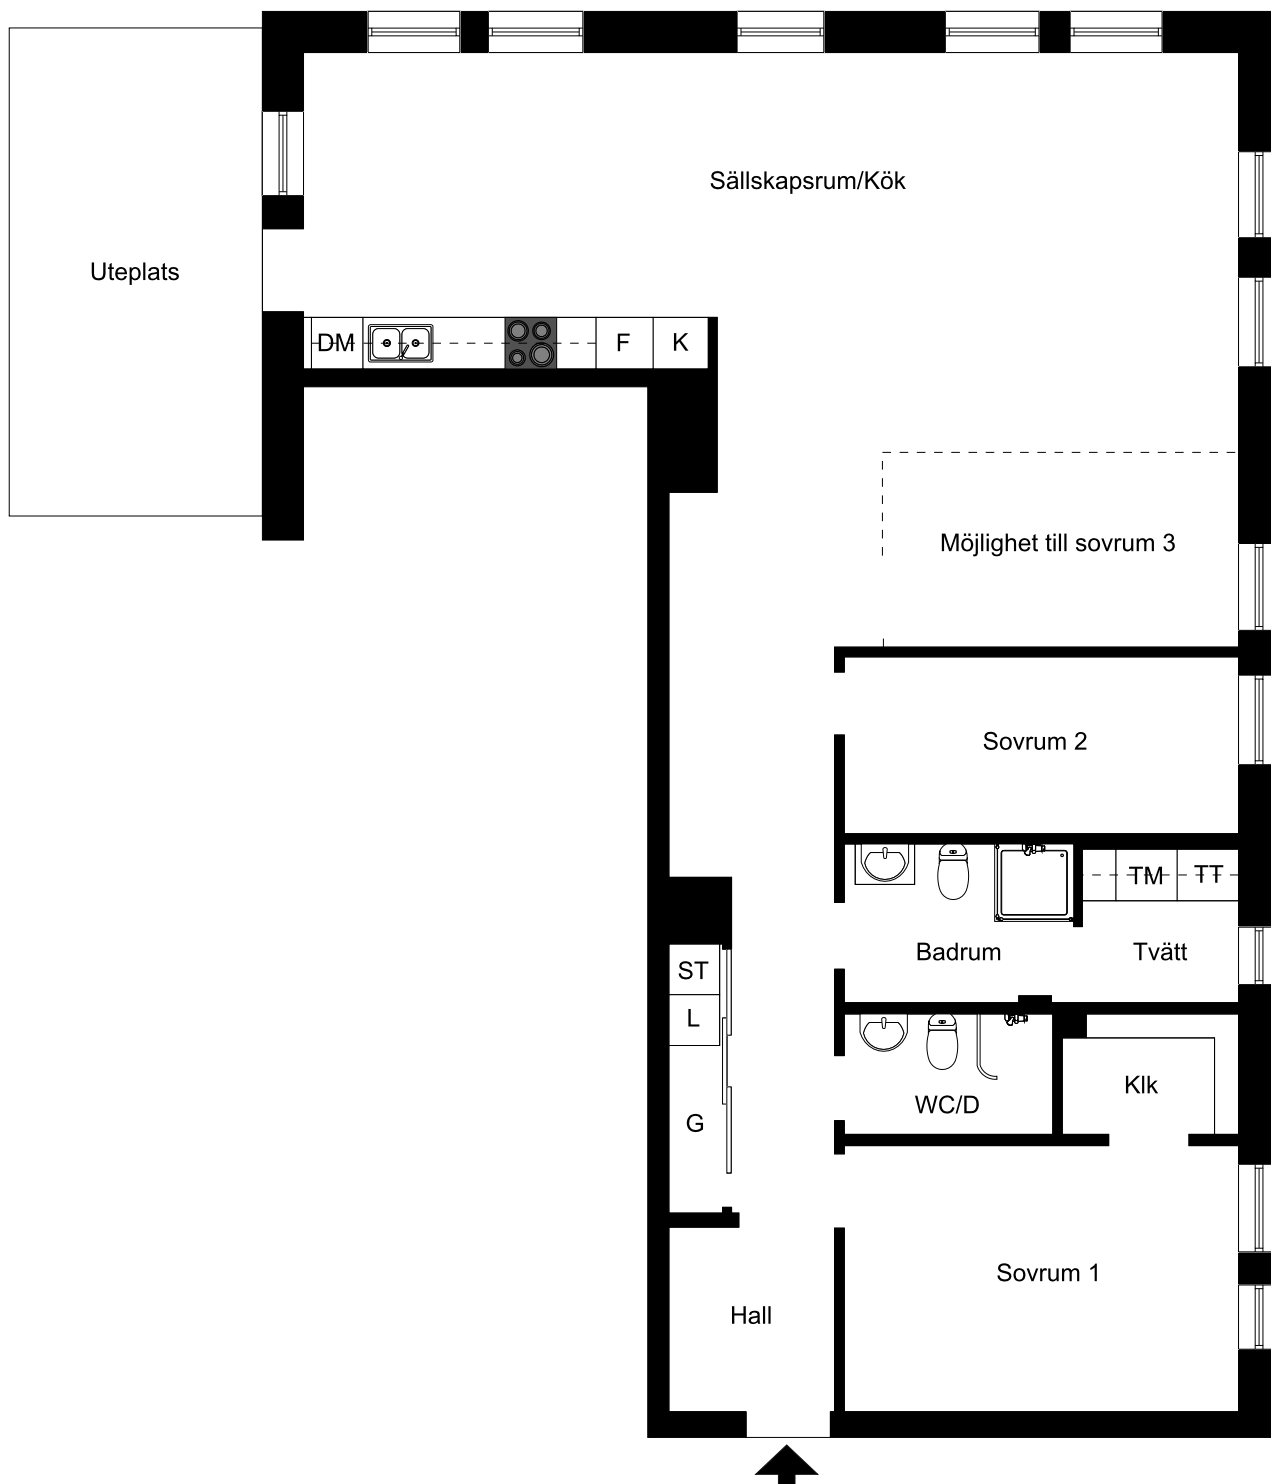 Sällskapsrum/Kök
Uteplats
DM
F
K
Möjlighet till sovrum 3
Sovrum 2
TM
TT
Badrum
Tvätt
ST
L
Klk
WC/D
G
Sovrum 1
Hall